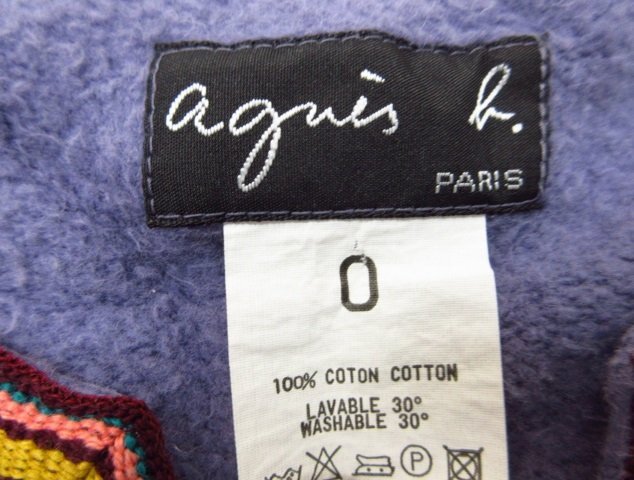 agnès b.
PARIS
0
100% COTON COTTON
LAVABLE 30°
WASHABLE 30°
P